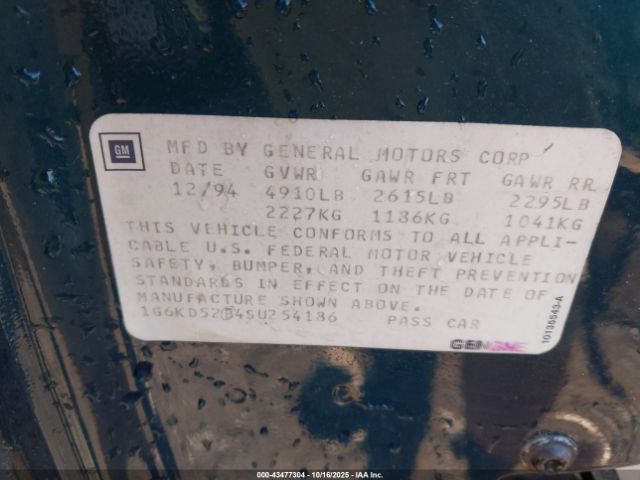 GM
MFD BY GENERAL MOTORS CORP
DATE GVWR GAWR FRT GAWR RR
12/94 4910LB 2615LB 2295LB
2227KG 1186KG 1041KG
THIS VEHICLE CONFORMS TO ALL APPLI-
CABLE U.S. FEDERAL MOTOR VEHICLE
SAFETY, BUMPER, AND THEFT PREVENTION
STANDARDS IN EFFECT ON THE DATE OF
MANUFACTURE SHOWN ABOVE.
PASS CAR
10135543-A
000-43477304 | 10/16/2025 - IAA Inc.